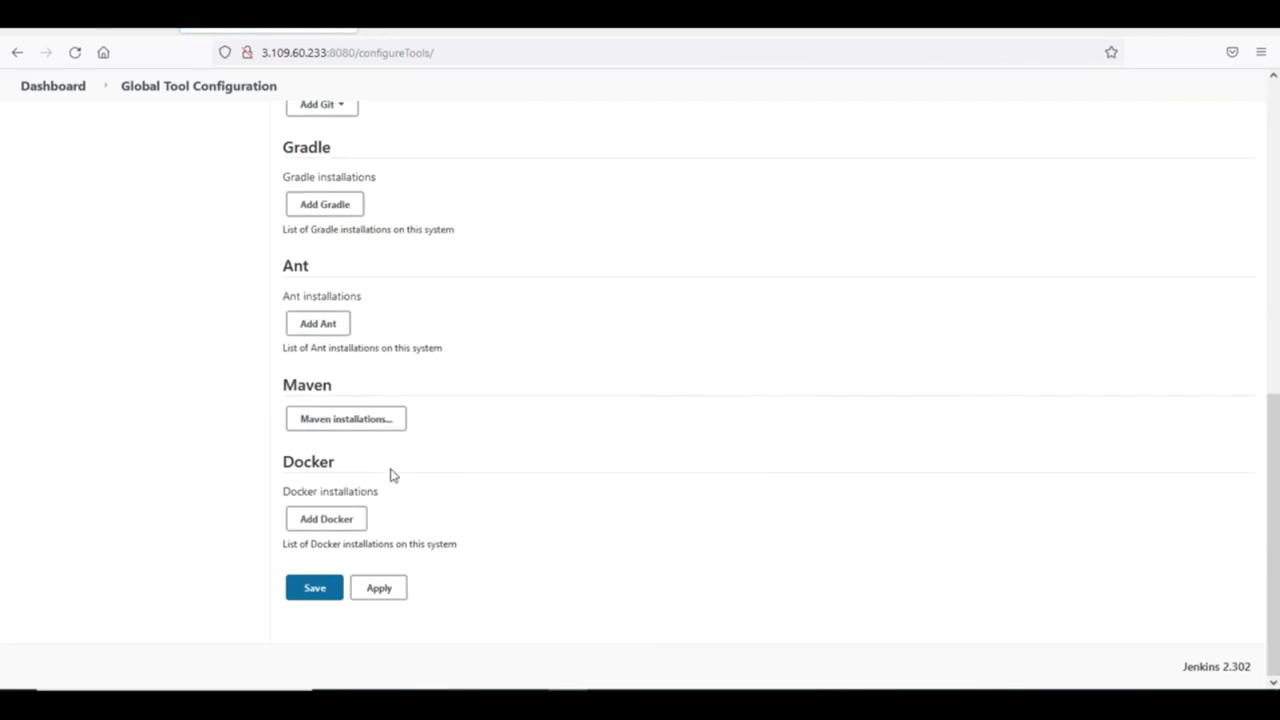 3.109.60.233:8080/configureTools/
Dashboard Global Tool Configuration
Add Git
Gradle
Gradle installations
Add Gradle
List of Gradle installations on this system
Ant
Ant installations
Add Ant
List of Ant installations on this system
Maven
Maven installations...
Docker
Docker installations
Add Docker
List of Docker installations on this system
Save Apply
Jenkins 2.302